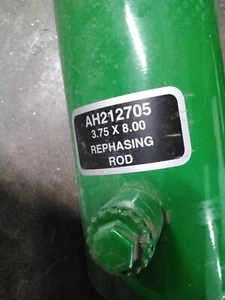 AH212705
3.75 X 8.00
REPHASING
ROD